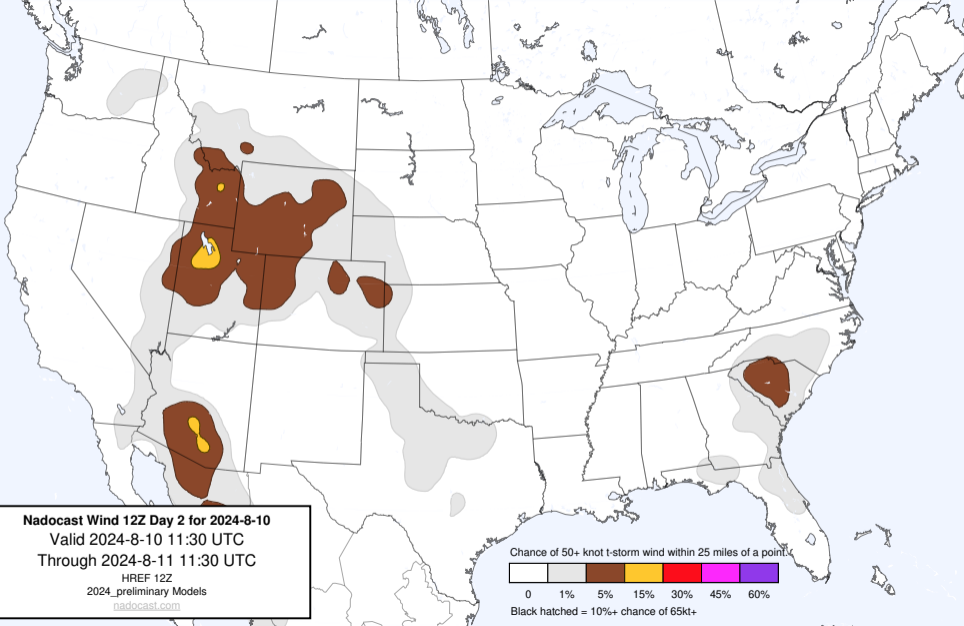 Nadocast Wind 12Z Day 2 for 2024-8-10
Valid 2024-8-10 11:30 UTC
Through 2024-8-11 11:30 UTC
HREF 12Z
2024_preliminary Models
nadocast.com
Chance of 50+ knot t-storm wind within 25 miles of a point.
0 1% 5% 15% 30% 45% 60%
Black hatched = 10%+ chance of 65kt+